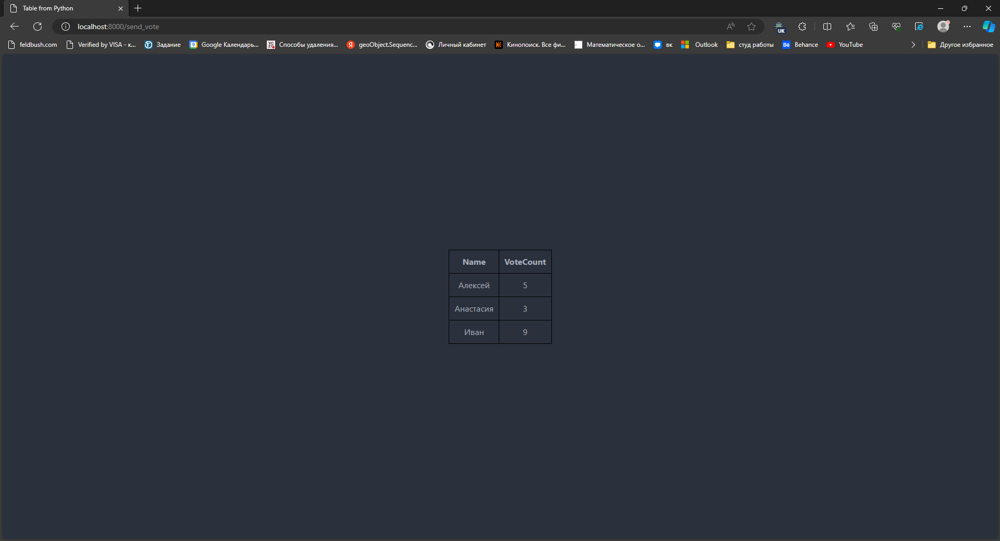 Table from Python
localhost:8000/send_vote
UK
feldbush.com Verified by VISA - к... Задание Google Календарь... Способы удаления... geoObject.Sequenc... Личный кабинет Кинопоиск. Все фи... Математическое о... вк Outlook студ работы Behance YouTube Другое избранное
Name VoteCount
Алексей 5
Анастасия 3
Иван 9